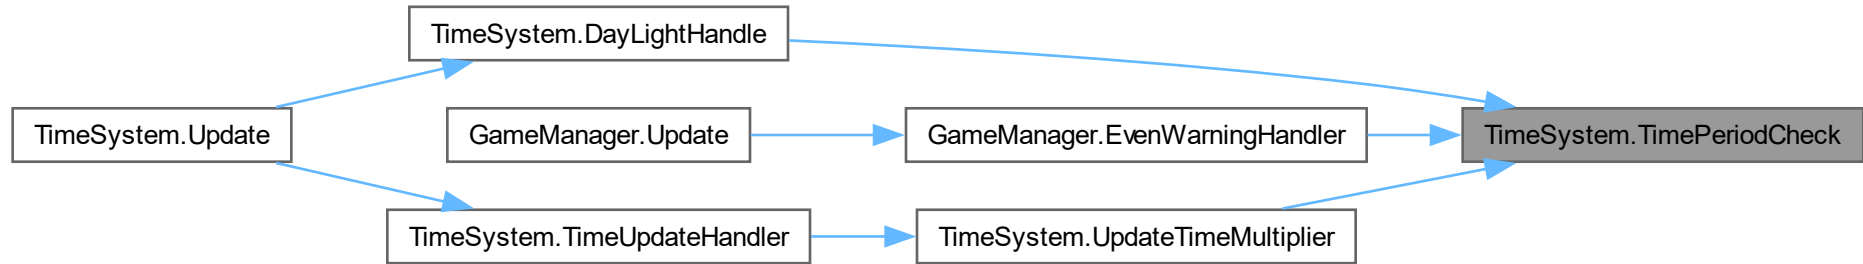 TimeSystem.DayLightHandle
TimeSystem.Update
GameManager.Update
GameManager.EvenWarningHandler
TimeSystem.TimePeriodCheck
TimeSystem.TimeUpdateHandler
TimeSystem.UpdateTimeMultiplier